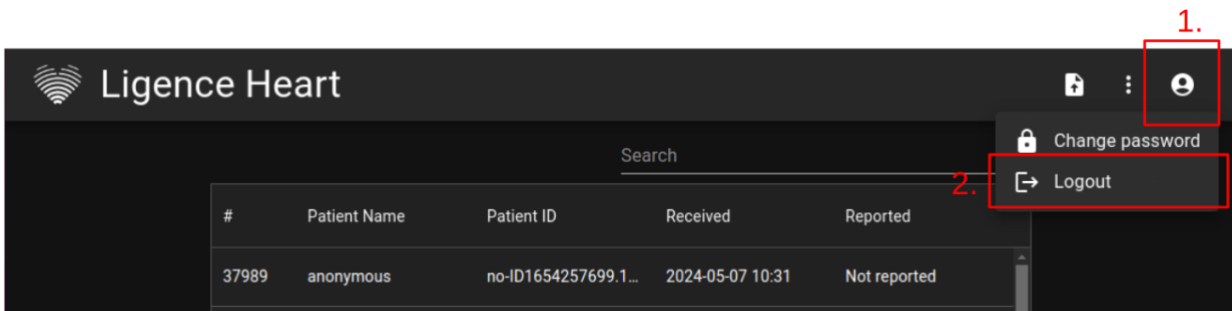 1.
Ligence Heart
Change password
Search
2.
Logout
# Patient Name Patient ID Received Reported
37989 anonymous no-ID1654257699.1... 2024-05-07 10:31 Not reported